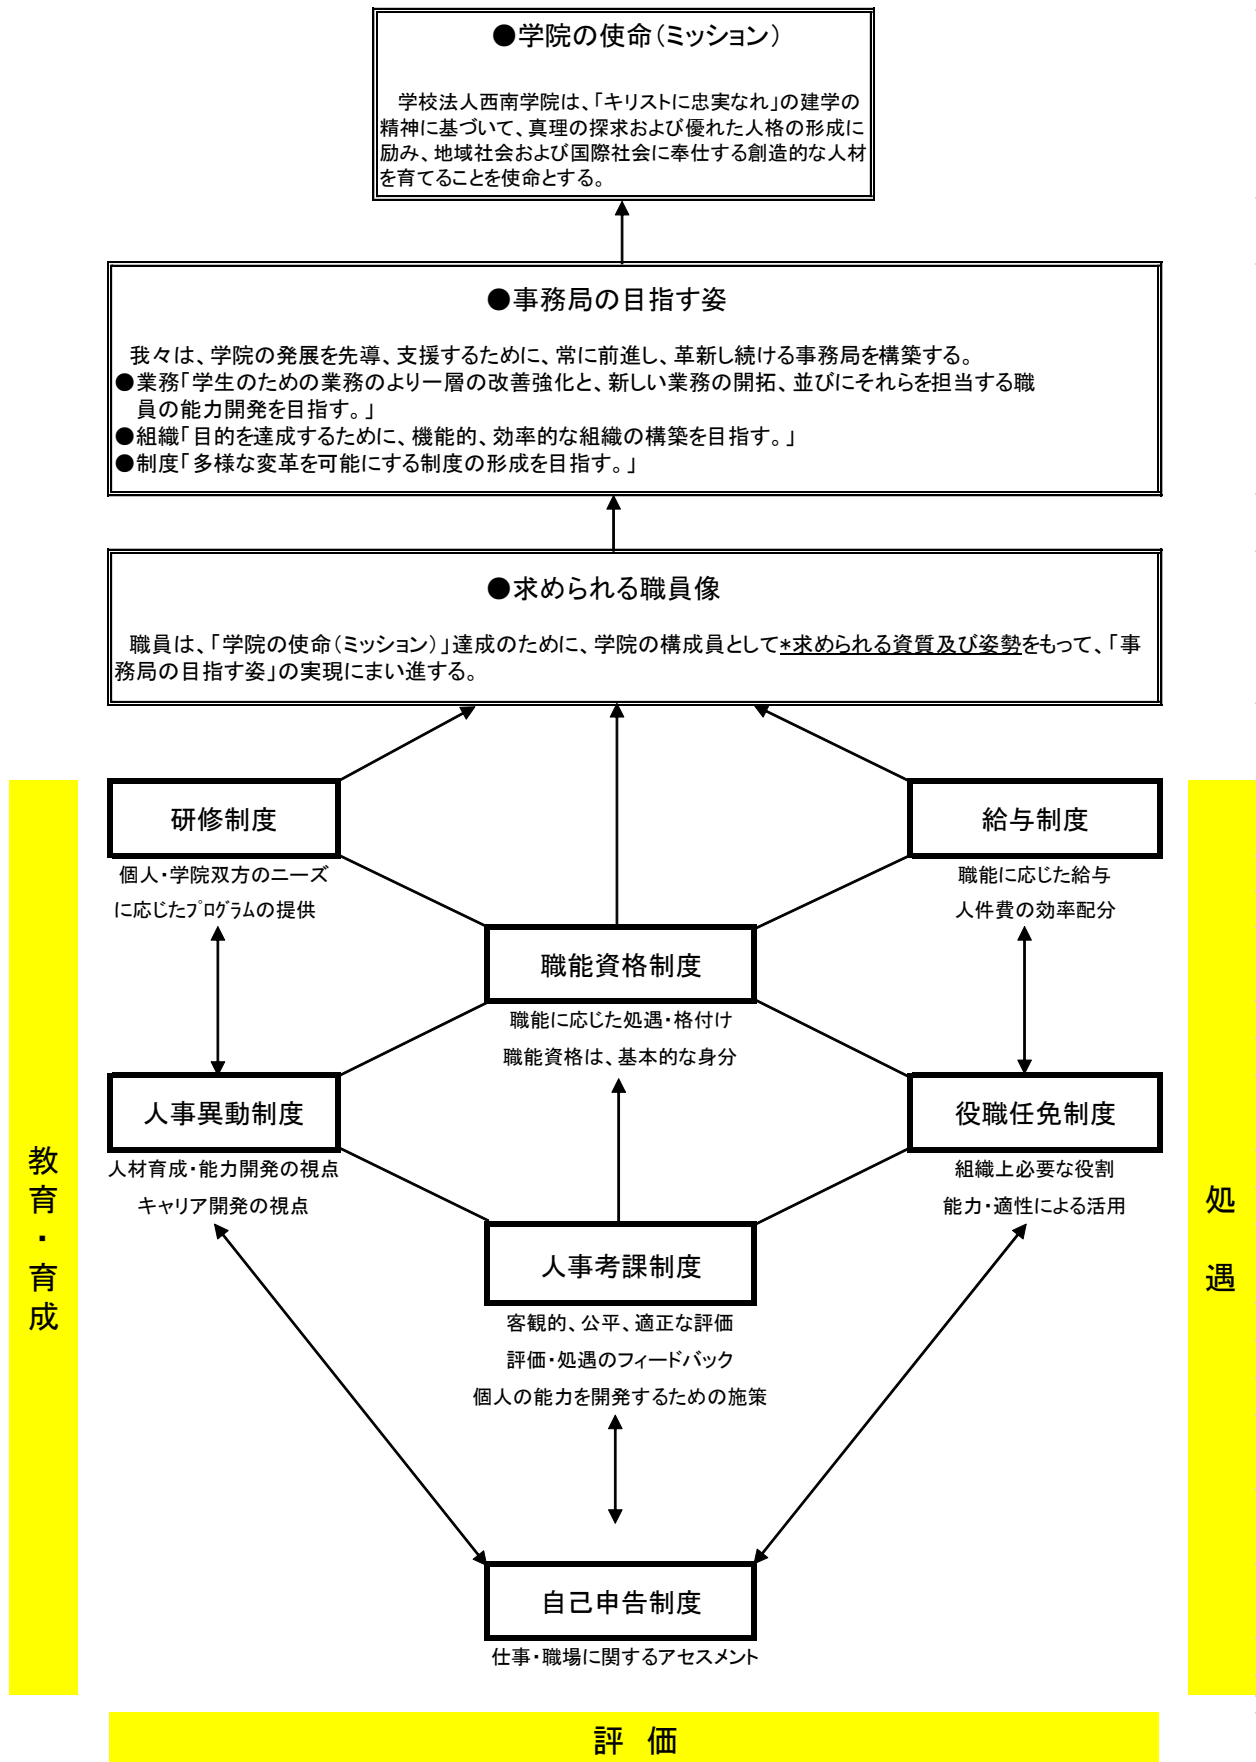 ●学院の使命（ミッション）
学校法人西南学院は、「キリストに忠実なれ」の建学の
精神に基づいて、真理の探求および優れた人格の形成に
励み、地域社会および国際社会に奉仕する創造的な人材
を育てることを使命とする。
●事務局の目指す姿
我々は、学院の発展を先導、支援するために、常に前進し、革新し続ける事務局を構築する。
●業務「学生のための業務のより一層の改善強化と、新しい業務の開拓、並びにそれらを担当する職
員の能力開発を目指す。」
●組織「目的を達成するために、機能的、効率的な組織の構築を目指す。」
●制度「多様な変革を可能にする制度の形成を目指す。」
●求められる職員像
職員は、「学院の使命（ミッション）」達成のために、学院の構成員として*求められる資質及び姿勢をもって、「事
務局の目指す姿」の実現にまい進する。
研修制度
個人・学院双方のニーズ
に応じたﾌﾟﾛｸﾞﾗﾑの提供
給与制度
職能に応じた給与
人件費の効率配分
職能資格制度
職能に応じた処遇・格付け
職能資格は、基本的な身分
人事異動制度
人材育成・能力開発の視点
キャリア開発の視点
役職任免制度
組織上必要な役割
能力・適性による活用
人事考課制度
客観的、公平、適正な評価
評価・処遇のフィードバック
個人の能力を開発するための施策
自己申告制度
仕事・職場に関するアセスメント
教育・育成
処遇
評 価